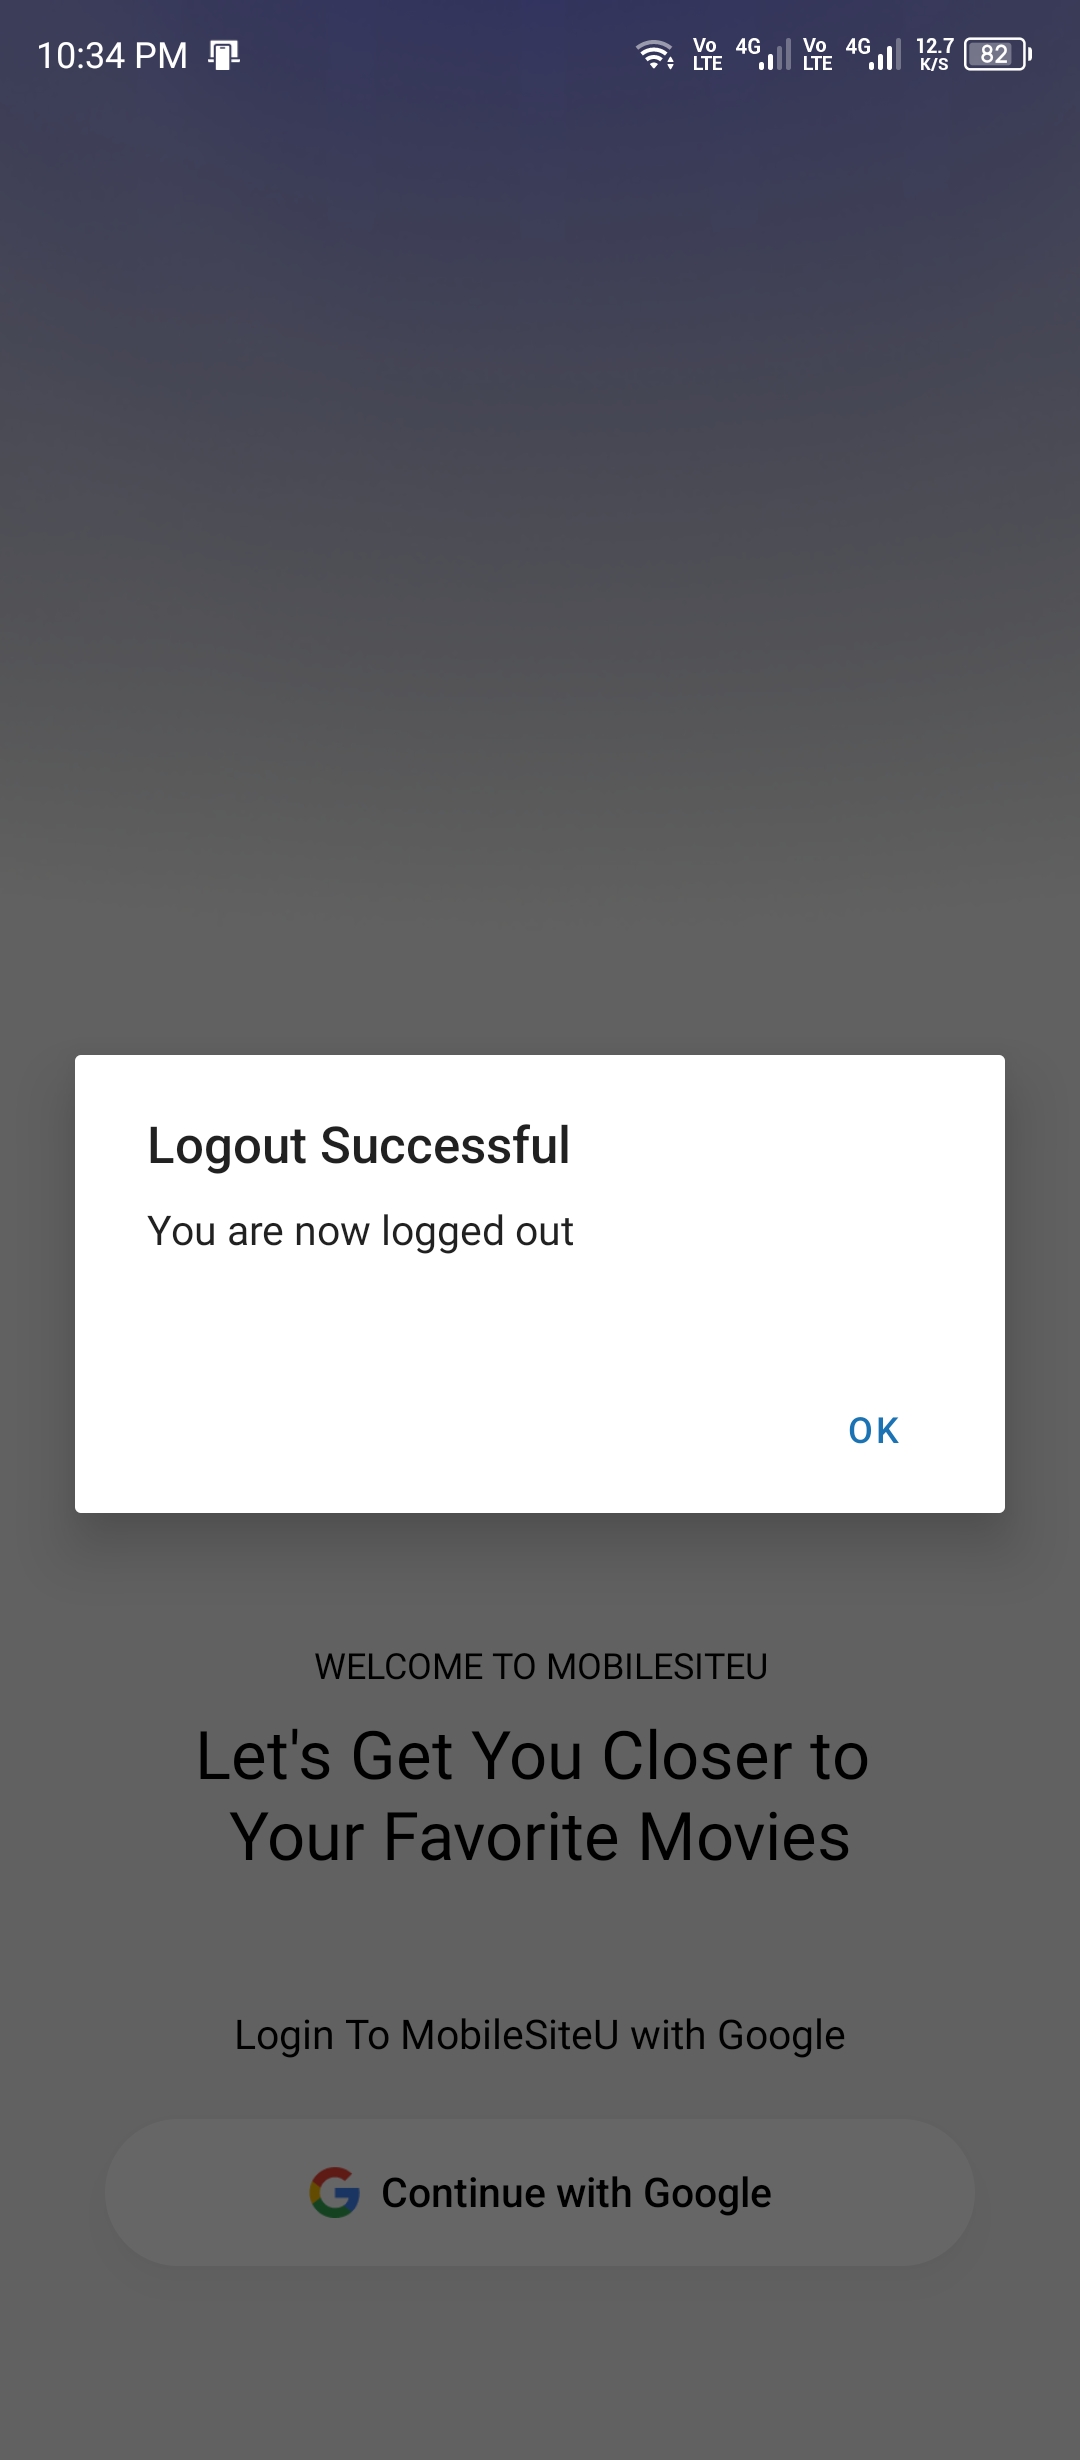 10:34 PM
Vo LTE 4G Vo LTE 4G 12.7 K/S 82
Logout Successful
You are now logged out
OK
WELCOME TO MOBILESITEU
Let's Get You Closer to
Your Favorite Movies
Login To MobileSiteU with Google
Continue with Google